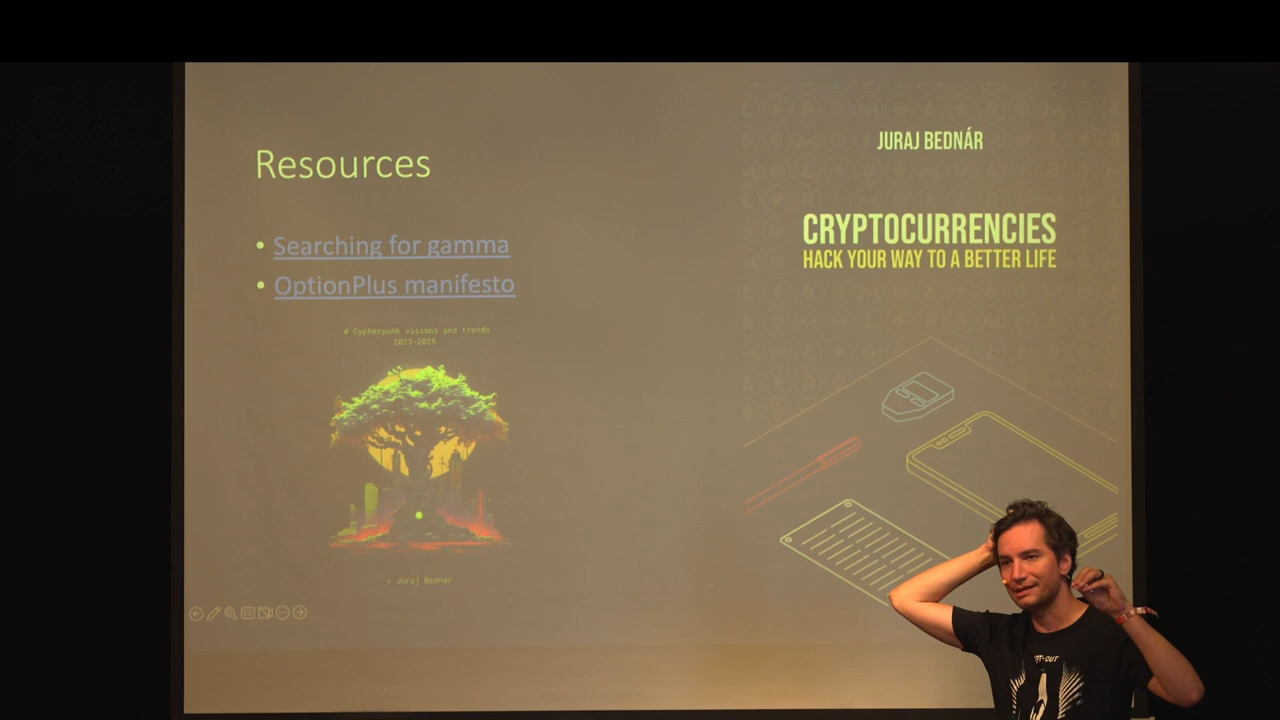 Resources
Searching for gamma
OptionPlus manifesto
# Cypherpunk visions and trends
2023-2025
+ Juraj Bednár
JURAJ BEDNÁR
CRYPTOCURRENCIES
HACK YOUR WAY TO A BETTER LIFE
CC